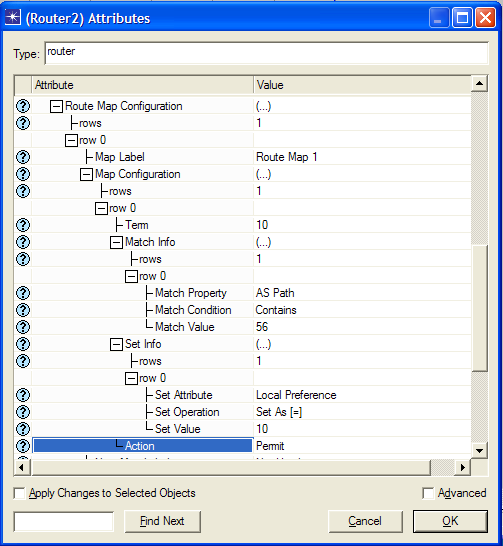 (Router2) Attributes
Type: router
Attribute Value
Route Map Configuration (...)
rows 1
row 0
Map Label Route Map 1
Map Configuration (...)
rows 1
row 0
Term 10
Match Info (...)
rows 1
row 0
Match Property AS Path
Match Condition Contains
Match Value 56
Set Info (...)
rows 1
row 0
Set Attribute Local Preference
Set Operation Set As [=]
Set Value 10
Action Permit
Apply Changes to Selected Objects Advanced
Find Next Cancel OK